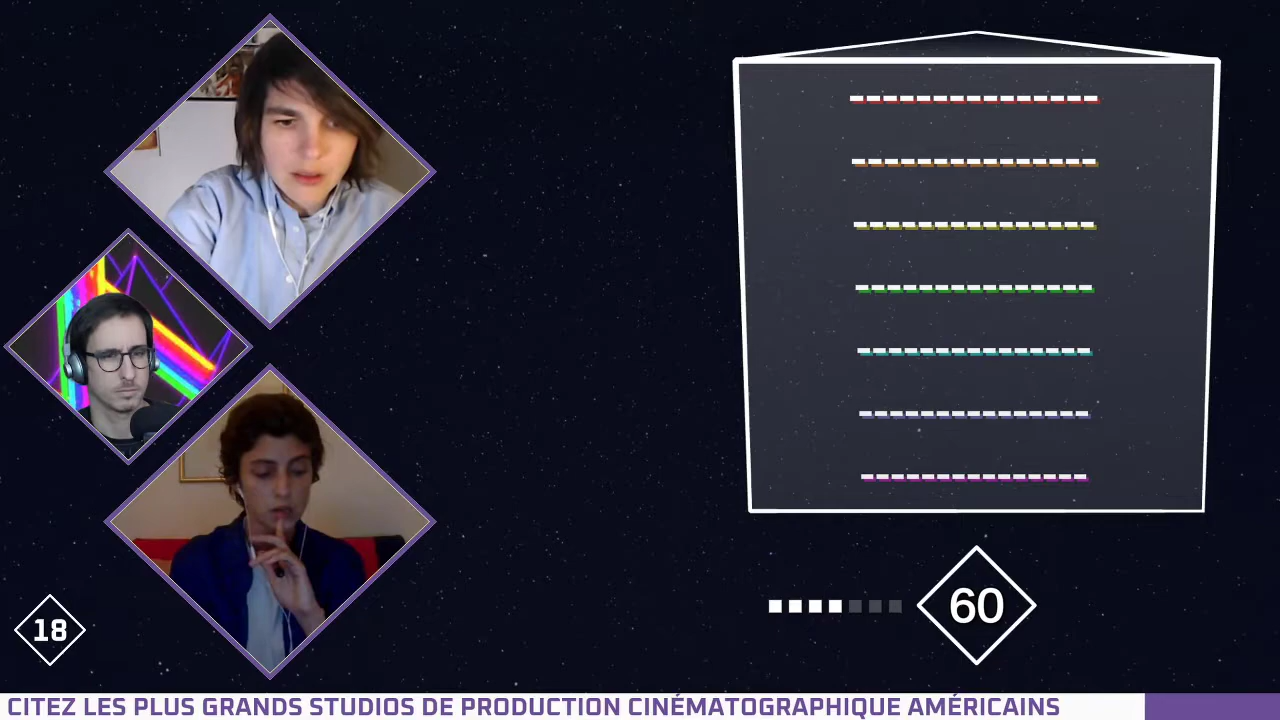 60
18
CITEZ LES PLUS GRANDS STUDIOS DE PRODUCTION CINÉMATOGRAPHIQUE AMÉRICAINS